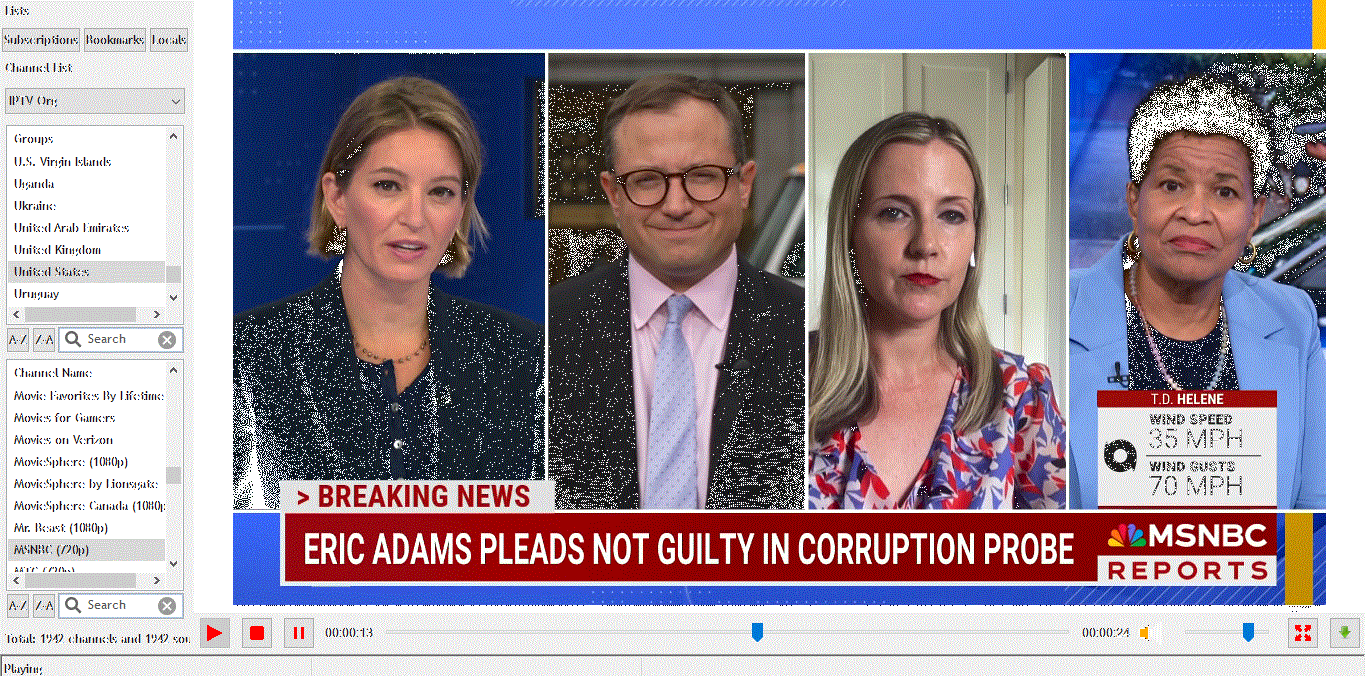 Lists
Subscriptions Bookmarks Locals
Channel List
IPTV Org
Groups
U.S. Virgin Islands
Uganda
Ukraine
United Arab Emirates
United Kingdom
United States
Uruguay
A-Z Z-A Search
Channel Name
Movie Favorites By Lifetime
Movies for Gamers
Movies on Verizon
MovieSphere (1080p)
MovieSphere by Lionsgate
MovieSphere Canada (1080p
Mr. Beast (1080p)
MSNBC (720p)
MTC (720p)
A-Z Z-A Search
Total: 1942 channels and 1942 sou
Playing
T.D. HELENE
WIND SPEED
35 MPH
WIND GUSTS
70 MPH
> BREAKING NEWS
ERIC ADAMS PLEADS NOT GUILTY IN CORRUPTION PROBE
MSNBC
REPORTS
00:00:13 00:00:24